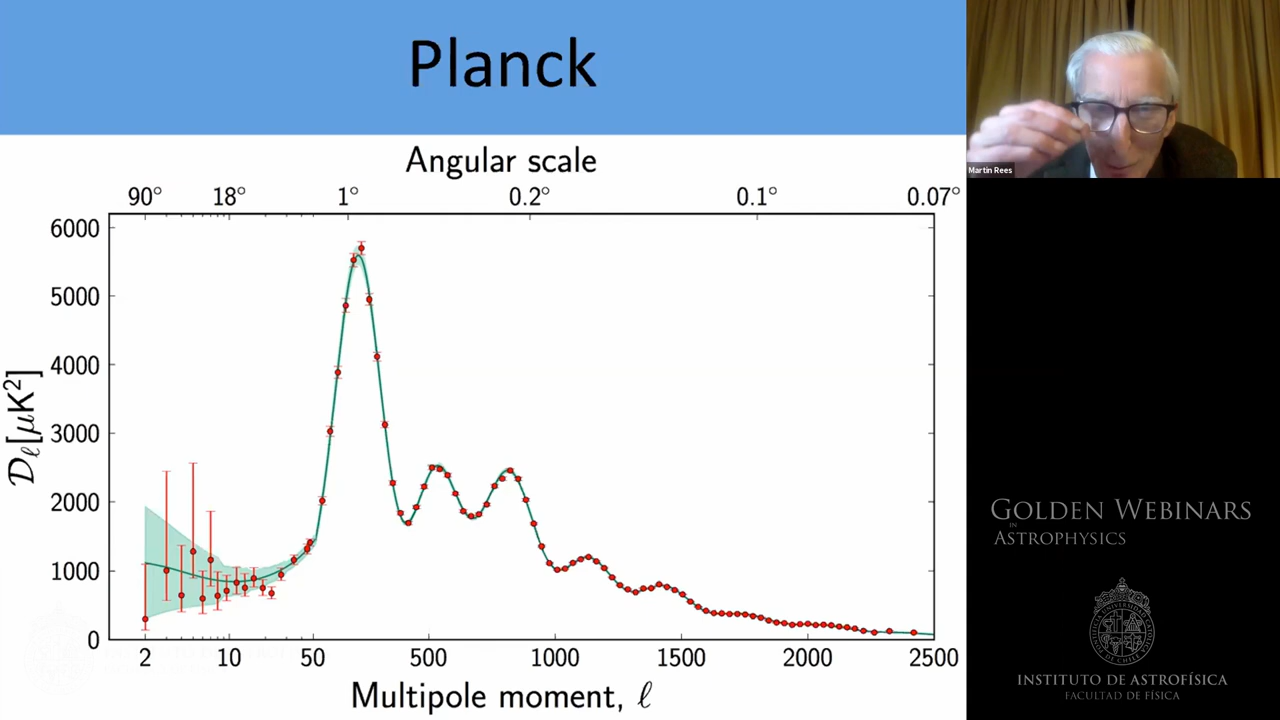 Planck
Martin Rees
Angular scale
90° 18° 1° 0.2° 0.1° 0.07°
6000
5000
4000
3000
2000
1000
0
𝒟ℓ[μK²]
2 10 50 500 1000 1500 2000 2500
Multipole moment, ℓ
GOLDEN WEBINARS
IN ASTROPHYSICS
INSTITUTO DE ASTROFÍSICA
FACULTAD DE FÍSICA